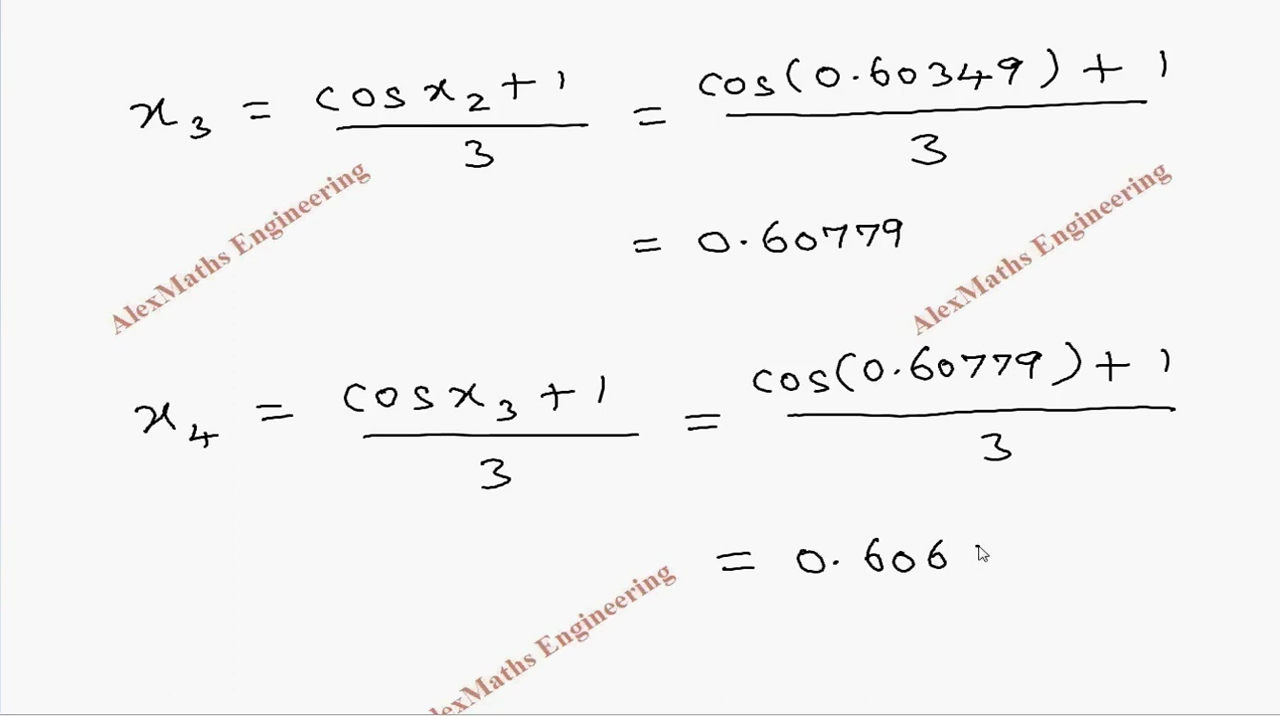 x₃ = cos x₂ + 1 / 3 = cos(0.60349) + 1 / 3
AlexMaths Engineering
AlexMaths Engineering
= 0.60779
x₄ = cos x₃ + 1 / 3 = cos(0.60779) + 1 / 3
= 0.606
lexMaths Engineering